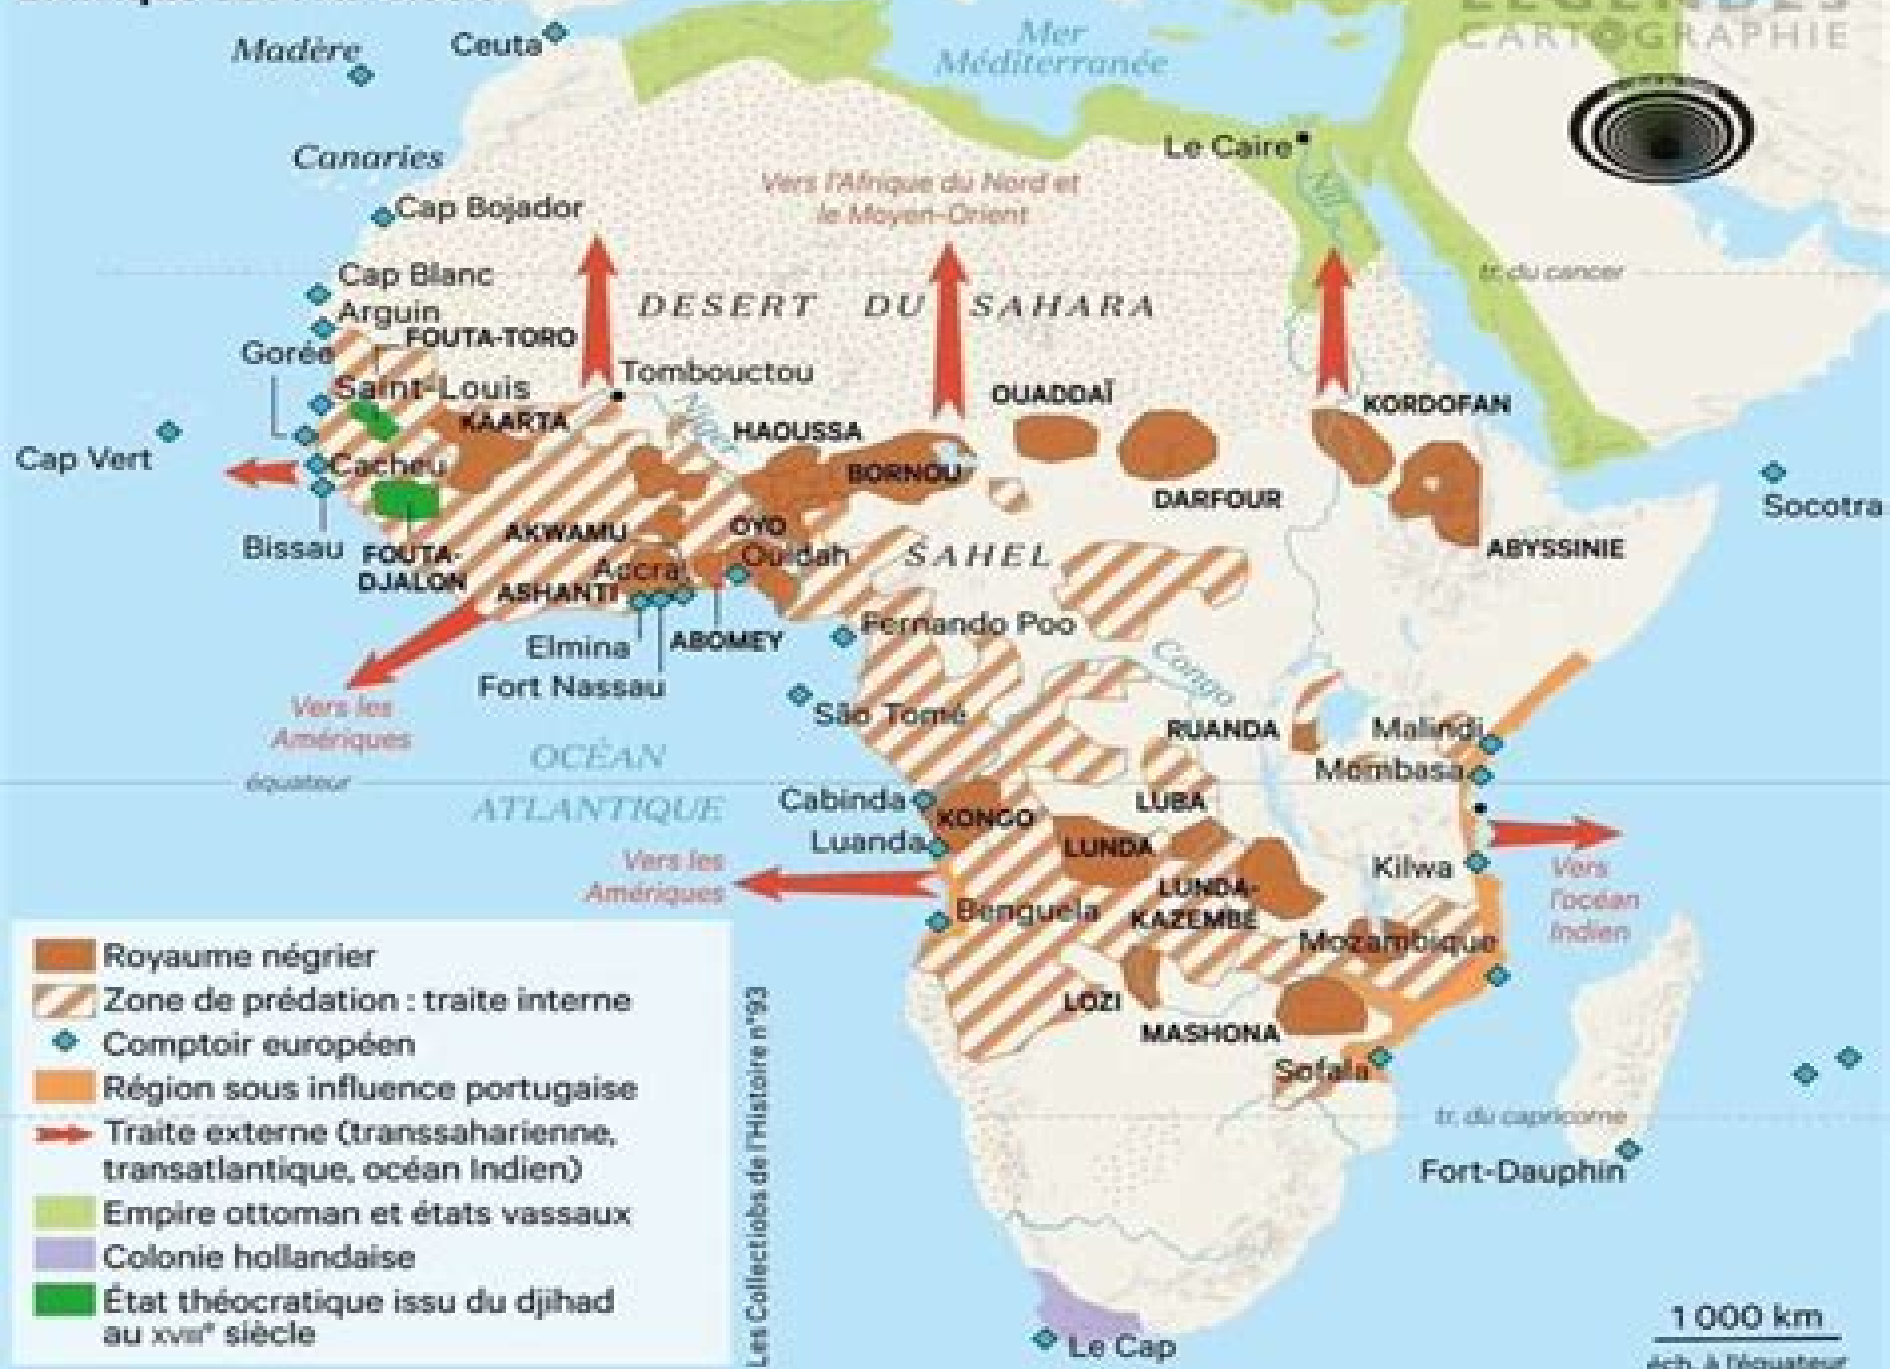 LEGENDES
CARTOGRAPHIE
Mer
Méditerranée
Madère
Ceuta
Le Caire
Nil
Canaries
Vers l'Afrique du Nord et
le Moyen-Orient
Cap Bojador
tr. du cancer
Cap Blanc
Arguin
DESERT DU SAHARA
FOUTA-TORO
Gorée
Saint-Louis
Tombouctou
OUADDAÏ
KORDOFAN
KAARTA
Niger
HAOUSSA
Cap Vert
Cacheu
BORNOU
DARFOUR
Socotra
Bissau
FOUTA-
DJALON
AKWAMU
OYO
Ouidah
SAHEL
ABYSSINIE
Accra
ASHANTI
Elmina
ABOMEY
Fernando Poo
Fort Nassau
Congo
Vers les
Amériques
São Tomé
RUANDA
Malindi
OCÉAN
ATLANTIQUE
équateur
Mombasa
Cabinda
KONGO
LUBA
Luanda
LUNDA
Kilwa
Vers
l'océan
Indien
Vers les
Amériques
Benguela
LUNDA-
KAZEMBE
Mozambique
LOZI
MASHONA
Sofala
tr. du capricorne
Fort-Dauphin
Le Cap
Royaume négrier
Zone de prédation : traite interne
Comptoir européen
Région sous influence portugaise
Traite externe (transsaharienne,
transatlantique, océan Indien)
Empire ottoman et états vassaux
Colonie hollandaise
État théocratique issu du djihad
au XVIIIe siècle
Les Collectiobs de l'Histoire n°93
1 000 km
éch. à l'équateur